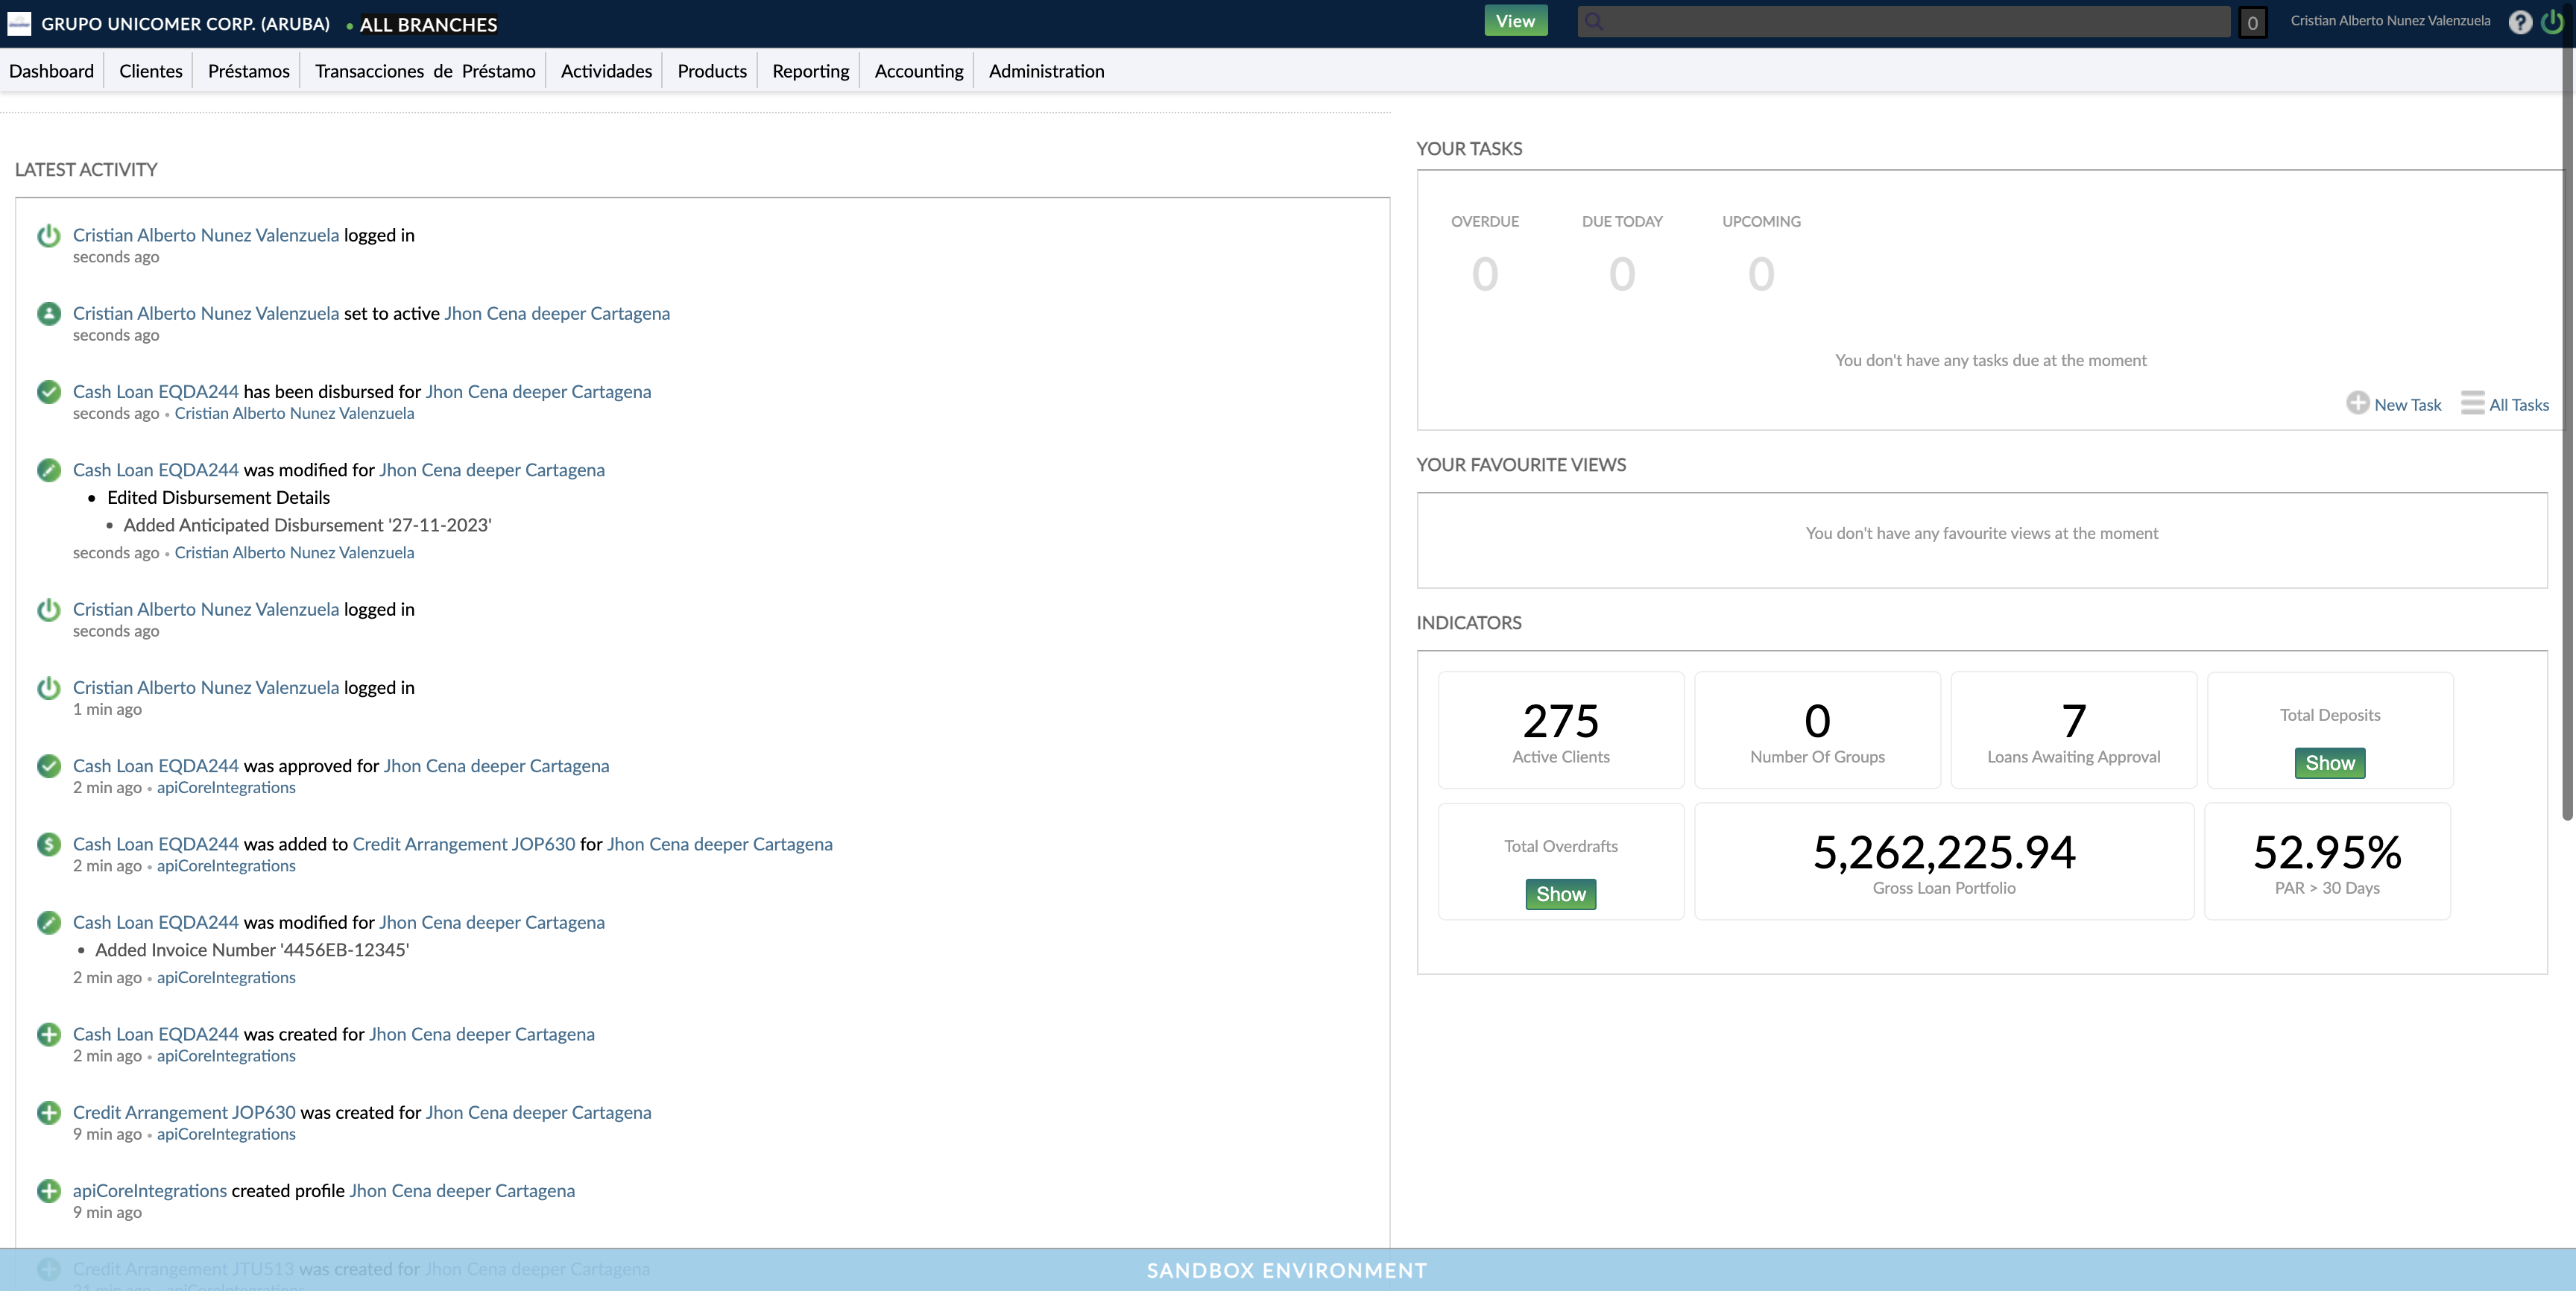 GRUPO UNICOMER CORP. (ARUBA) • ALL BRANCHES
View
0
Cristian Alberto Nunez Valenzuela
?
Dashboard
Clientes
Préstamos
Transacciones de Préstamo
Actividades
Products
Reporting
Accounting
Administration
LATEST ACTIVITY
Cristian Alberto Nunez Valenzuela logged in
seconds ago
Cristian Alberto Nunez Valenzuela set to active Jhon Cena deeper Cartagena
seconds ago
Cash Loan EQDA244 has been disbursed for Jhon Cena deeper Cartagena
seconds ago • Cristian Alberto Nunez Valenzuela
Cash Loan EQDA244 was modified for Jhon Cena deeper Cartagena
• Edited Disbursement Details
• Added Anticipated Disbursement '27-11-2023'
seconds ago • Cristian Alberto Nunez Valenzuela
Cristian Alberto Nunez Valenzuela logged in
seconds ago
Cristian Alberto Nunez Valenzuela logged in
1 min ago
Cash Loan EQDA244 was approved for Jhon Cena deeper Cartagena
2 min ago • apiCoreIntegrations
Cash Loan EQDA244 was added to Credit Arrangement JOP630 for Jhon Cena deeper Cartagena
2 min ago • apiCoreIntegrations
Cash Loan EQDA244 was modified for Jhon Cena deeper Cartagena
• Added Invoice Number '4456EB-12345'
2 min ago • apiCoreIntegrations
Cash Loan EQDA244 was created for Jhon Cena deeper Cartagena
2 min ago • apiCoreIntegrations
Credit Arrangement JOP630 was created for Jhon Cena deeper Cartagena
9 min ago • apiCoreIntegrations
apiCoreIntegrations created profile Jhon Cena deeper Cartagena
9 min ago
Credit Arrangement JTU513 was created for Jhon Cena deeper Cartagena
YOUR TASKS
OVERDUE
0
DUE TODAY
0
UPCOMING
0
You don't have any tasks due at the moment
New Task
All Tasks
YOUR FAVOURITE VIEWS
You don't have any favourite views at the moment
INDICATORS
275
Active Clients
0
Number Of Groups
7
Loans Awaiting Approval
Total Deposits
Show
Total Overdrafts
Show
5,262,225.94
Gross Loan Portfolio
52.95%
PAR > 30 Days
SANDBOX ENVIRONMENT